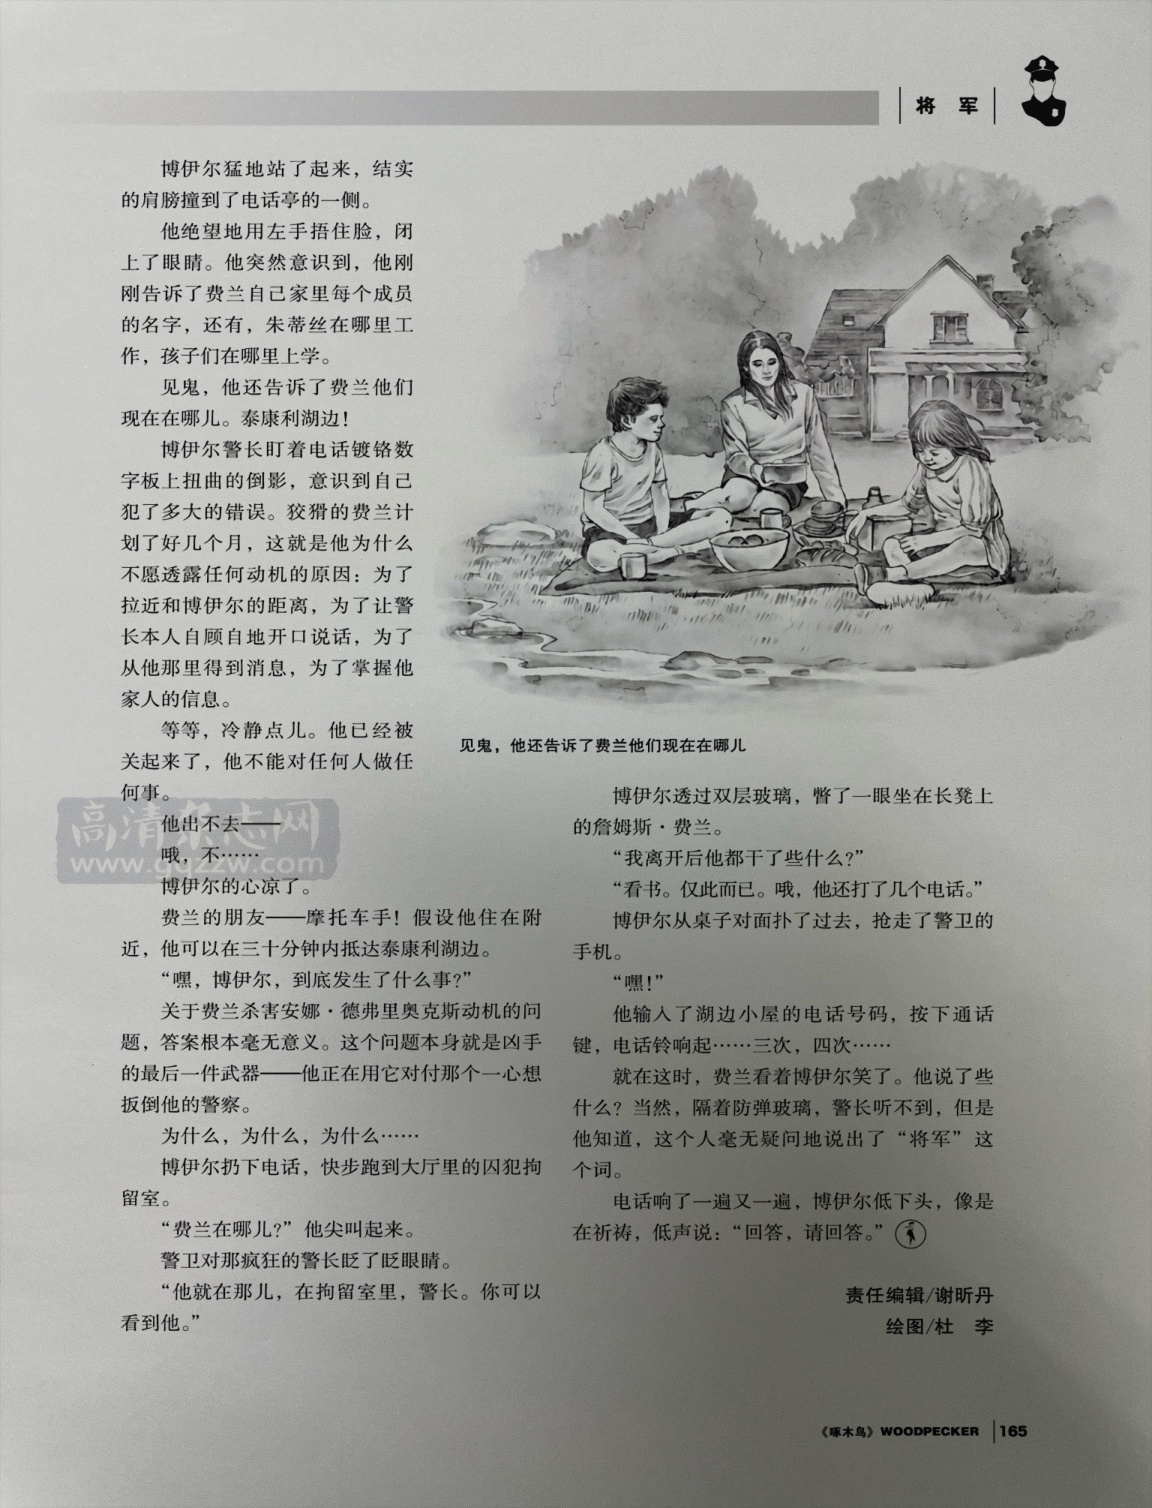 将 军
博伊尔猛地站了起来，结实
的肩膀撞到了电话亭的一侧。
他绝望地用左手捂住脸，闭
上了眼睛。他突然意识到，他刚
刚告诉了费兰自己家里每个成员
的名字，还有，朱蒂丝在哪里工
作，孩子们在哪里上学。
见鬼，他还告诉了费兰他们
现在在哪儿。泰康利湖边！
博伊尔警长盯着电话镀铬数
字板上扭曲的倒影，意识到自己
犯了多大的错误。狡猾的费兰计
划了好几个月，这就是他为什么
不愿透露任何动机的原因：为了
拉近和博伊尔的距离，为了让警
长本人自顾自地开口说话，为了
从他那里得到消息，为了掌握他
家人的信息。
等等，冷静点儿。他已经被
关起来了，他不能对任何人做任
何事。
他出不去——
哦，不……
博伊尔的心凉了。
费兰的朋友——摩托车手！假设他住在附
近，他可以在三十分钟内抵达泰康利湖边。
“嘿，博伊尔，到底发生了什么事?”
关于费兰杀害安娜·德弗里奥克斯动机的问
题，答案根本毫无意义。这个问题本身就是凶手
的最后一件武器——他正在用它对付那个一心想
扳倒他的警察。
为什么，为什么，为什么……
博伊尔扔下电话，快步跑到大厅里的囚犯拘
留室。
“费兰在哪儿?”他尖叫起来。
警卫对那疯狂的警长眨了眨眼睛。
“他就在那儿，在拘留室里，警长。你可以
看到他。”
见鬼，他还告诉了费兰他们现在在哪儿
博伊尔透过双层玻璃，瞥了一眼坐在长凳上
的詹姆斯·费兰。
“我离开后他都干了些什么?”
“看书。仅此而已。哦，他还打了几个电话。”
博伊尔从桌子对面扑了过去，抢走了警卫的
手机。
“嘿!”
他输入了湖边小屋的电话号码，按下通话
键，电话铃响起……三次，四次……
就在这时，费兰看着博伊尔笑了。他说了些
什么？当然，隔着防弹玻璃，警长听不到，但是
他知道，这个人毫无疑问地说出了“将军”这
个词。
电话响了一遍又一遍，博伊尔低下头，像是
在祈祷，低声说：“回答，请回答。”
责任编辑/谢昕丹
绘图/杜 李
《啄木鸟》WOODPECKER 165
高清杂志网
www.gqzzw.com